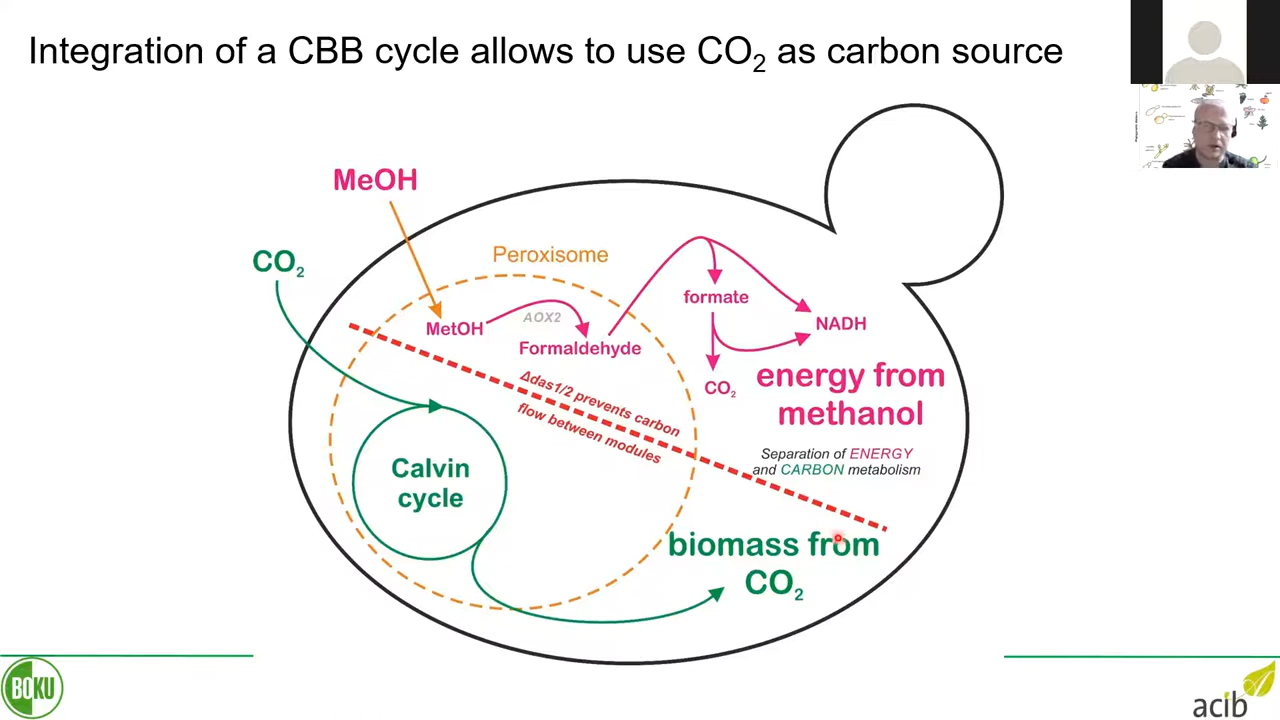 Integration of a CBB cycle allows to use CO₂ as carbon source
MeOH
CO₂
Peroxisome
MetOH
AOX2
Formaldehyde
formate
NADH
CO₂
energy from
methanol
Δdas1/2 prevents carbon
flow between modules
Separation of ENERGY
and CARBON metabolism
Calvin
cycle
biomass from
CO₂
BOKU
acib